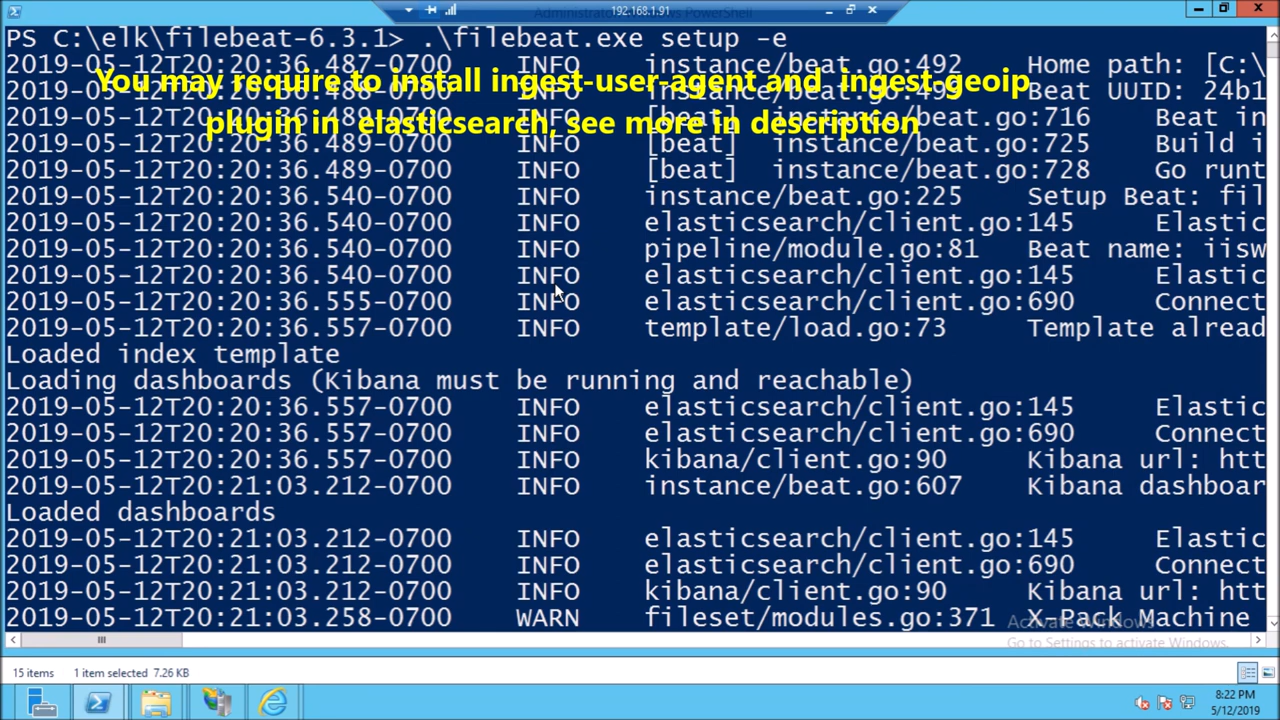 Administrator: Windows PowerShell
192.168.1.91
PS C:\elk\filebeat-6.3.1> .\filebeat.exe setup -e
2019-05-12T20:20:36.487-0700 INFO instance/beat.go:492 Home path: [C:\
You may require to install ingest-user-agent and ingest-geoip
INFO Beat UUID: 24b1
INFO [beat] instance/beat.go:716 Beat in
plugin in elasticsearch, see more in description
2019-05-12T20:20:36.489-0700 INFO [beat] instance/beat.go:725 Build i
2019-05-12T20:20:36.489-0700 INFO [beat] instance/beat.go:728 Go runt
2019-05-12T20:20:36.540-0700 INFO instance/beat.go:225 Setup Beat: fil
2019-05-12T20:20:36.540-0700 INFO elasticsearch/client.go:145 Elastic
2019-05-12T20:20:36.540-0700 INFO pipeline/module.go:81 Beat name: iisw
2019-05-12T20:20:36.540-0700 INFO elasticsearch/client.go:145 Elastic
2019-05-12T20:20:36.555-0700 INFO elasticsearch/client.go:690 Connect
2019-05-12T20:20:36.557-0700 INFO template/load.go:73 Template alread
Loaded index template
Loading dashboards (Kibana must be running and reachable)
2019-05-12T20:20:36.557-0700 INFO elasticsearch/client.go:145 Elastic
2019-05-12T20:20:36.557-0700 INFO elasticsearch/client.go:690 Connect
2019-05-12T20:20:36.557-0700 INFO kibana/client.go:90 Kibana url: htt
2019-05-12T20:21:03.212-0700 INFO instance/beat.go:607 Kibana dashboar
Loaded dashboards
2019-05-12T20:21:03.212-0700 INFO elasticsearch/client.go:145 Elastic
2019-05-12T20:21:03.212-0700 INFO elasticsearch/client.go:690 Connect
2019-05-12T20:21:03.212-0700 INFO kibana/client.go:90 Kibana url: htt
2019-05-12T20:21:03.258-0700 WARN fileset/modules.go:371 X-Pack Machine
Activate Windows
Go to Settings to activate Windows.
15 items 1 item selected 7.26 KB
8:22 PM
5/12/2019